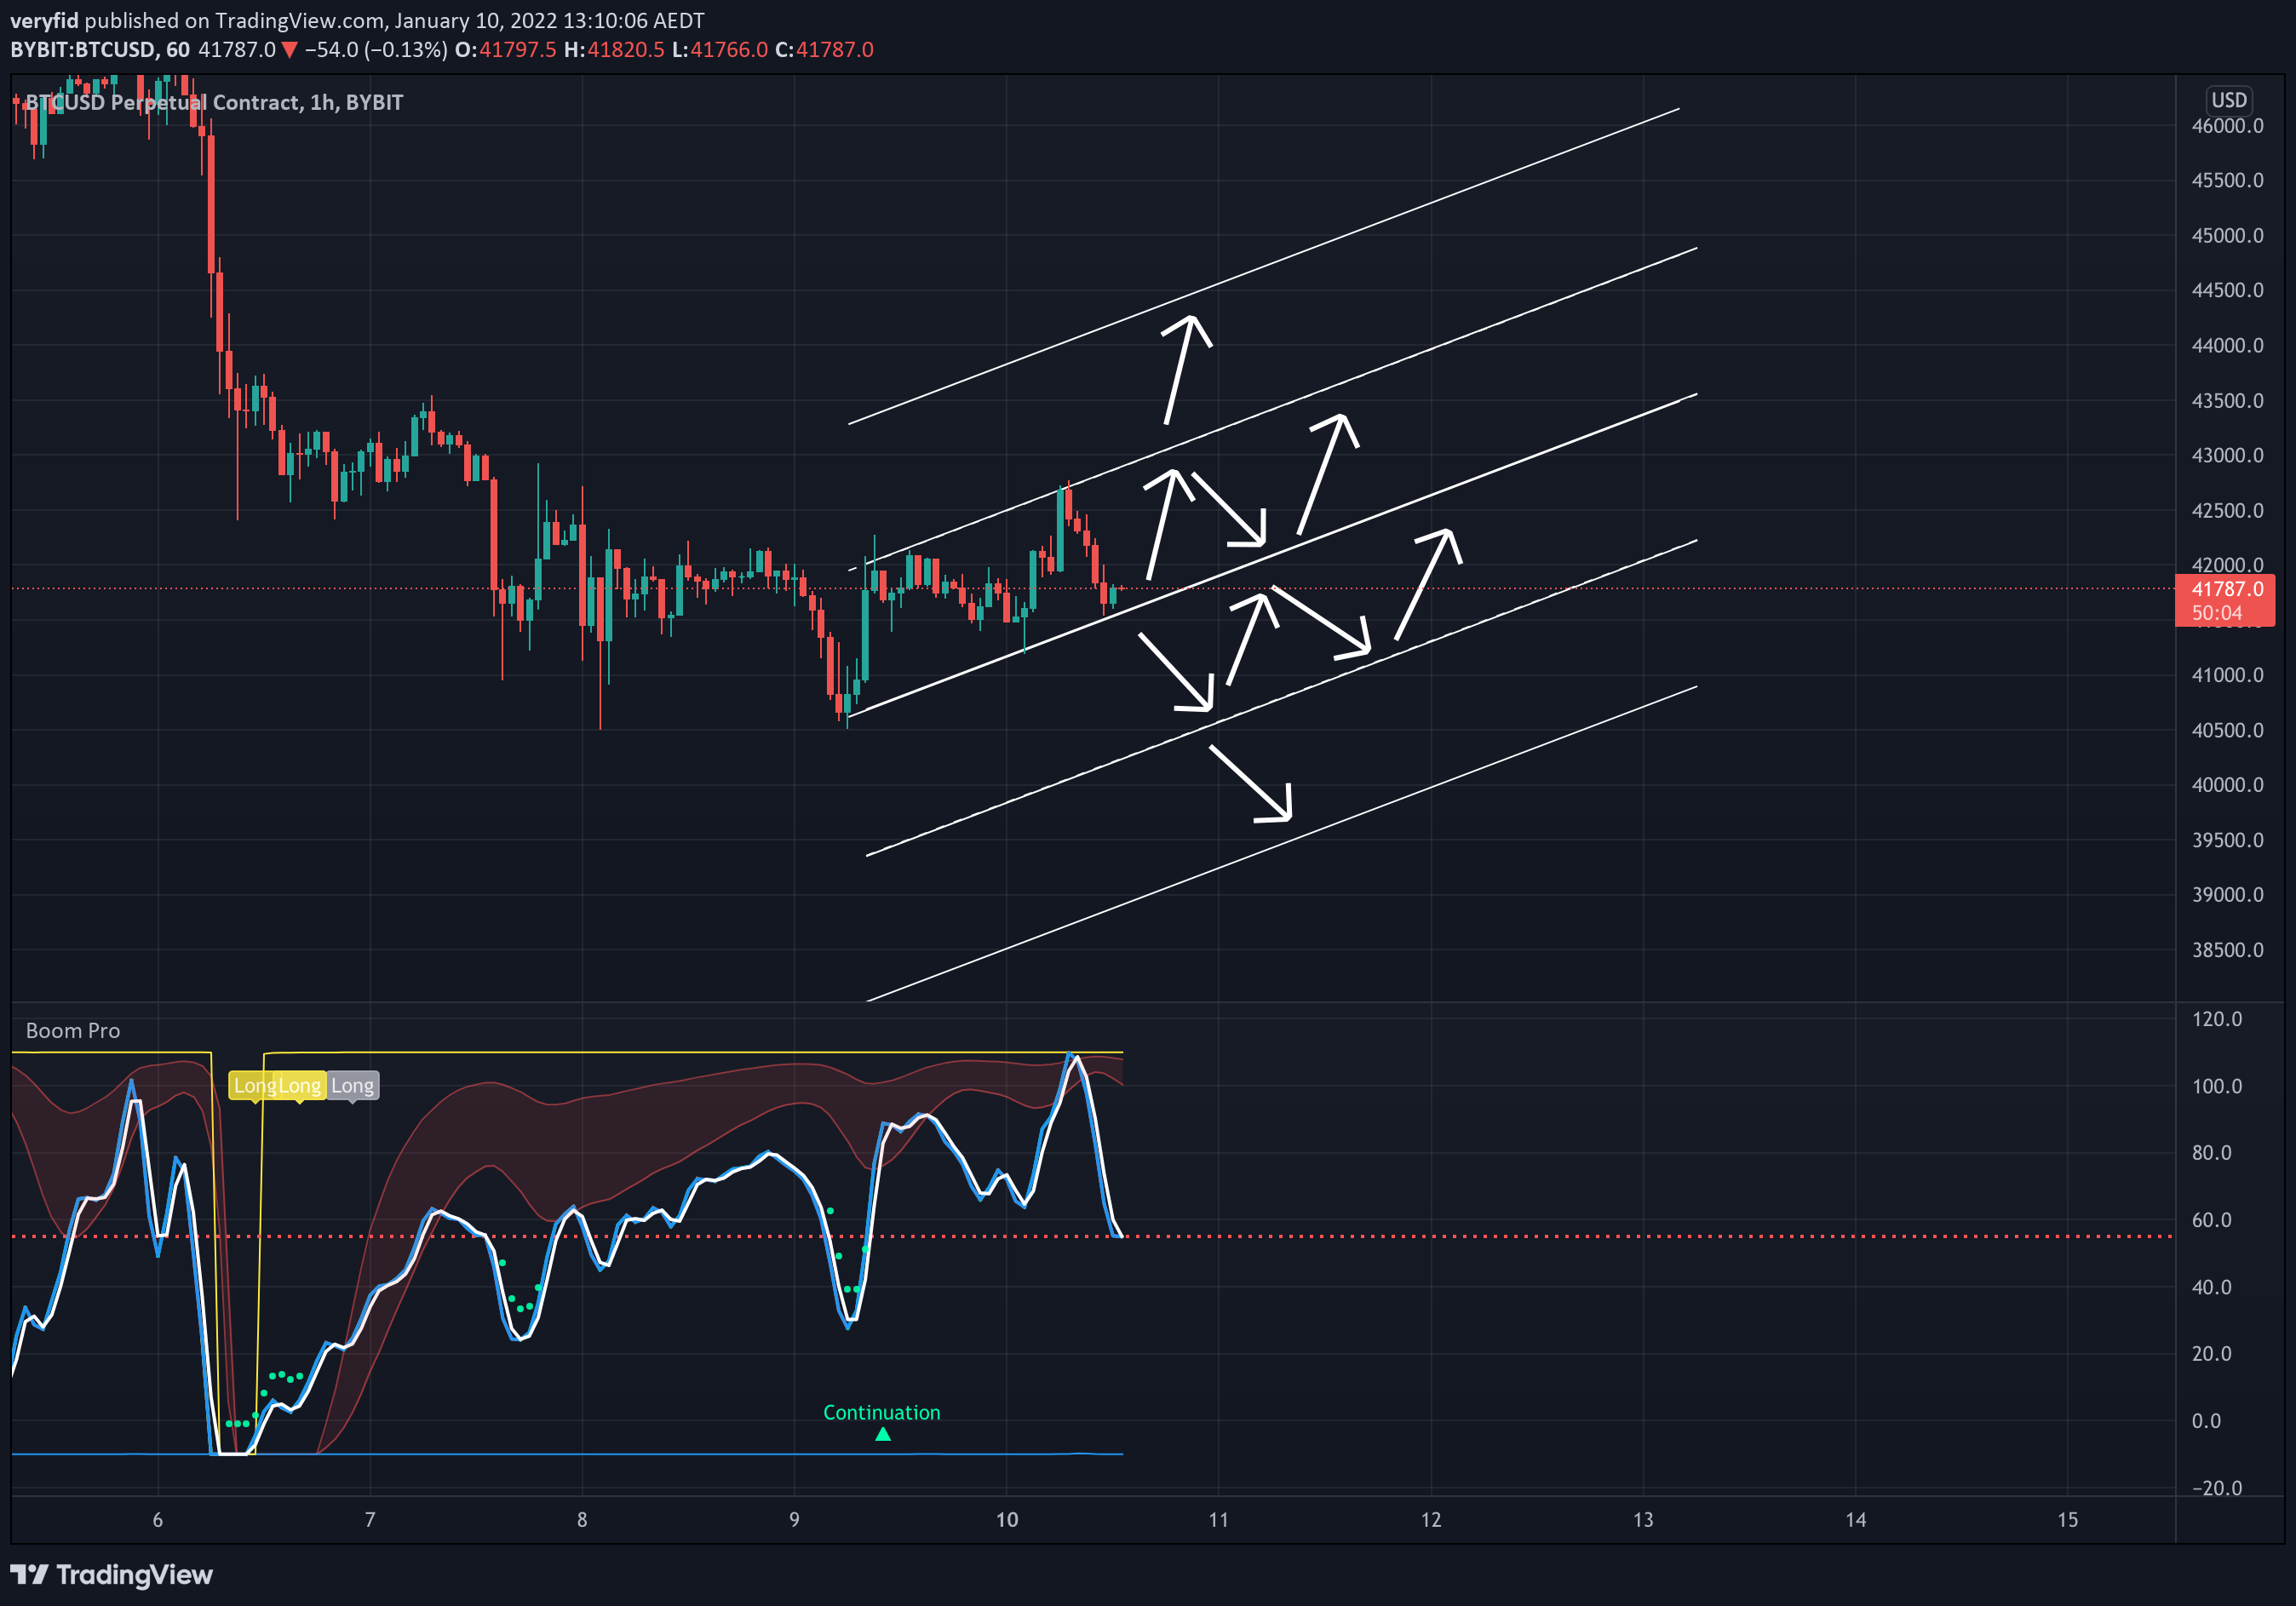 veryfid published on TradingView.com, January 10, 2022 13:10:06 AEDT
BYBIT:BTCUSD, 60 41787.0 ▼ −54.0 (−0.13%) O:41797.5 H:41820.5 L:41766.0 C:41787.0
BTCUSD Perpetual Contract, 1h, BYBIT
USD
46000.0
45500.0
45000.0
44500.0
44000.0
43500.0
43000.0
42500.0
42000.0
41787.0
50:04
41000.0
40500.0
40000.0
39500.0
39000.0
38500.0
Boom Pro
120.0
Long Long Long
100.0
80.0
60.0
40.0
20.0
Continuation
0.0
−20.0
6 7 8 9 10 11 12 13 14 15
TradingView